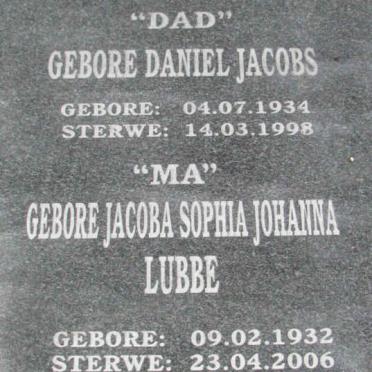 “DAD”
GEBORE DANIEL JACOBS
GEBORE: 04.07.1934
STERWE: 14.03.1998
“MA”
GEBORE JACOBA SOPHIA JOHANNA
LUBBE
GEBORE: 09.02.1932
STERWE: 23.04.2006